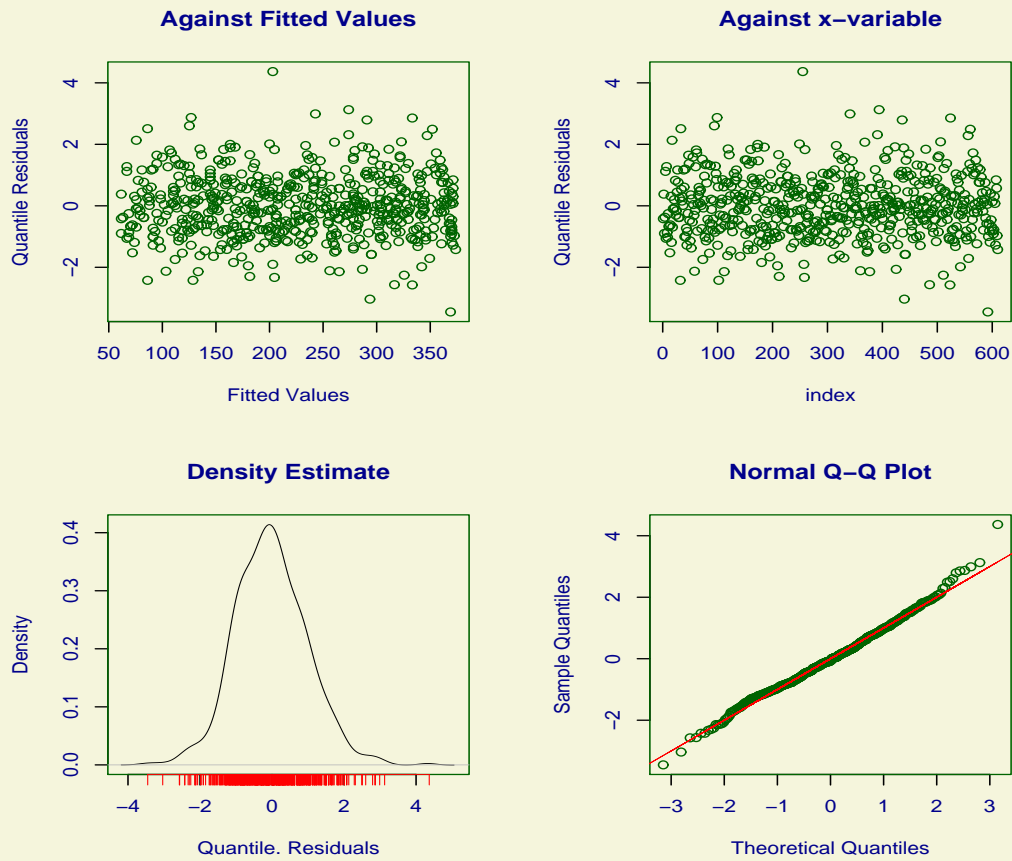 Against Fitted Values
Quantile Residuals
4
2
0
−2
50 100 150 200 250 300 350
Fitted Values
Against x−variable
Quantile Residuals
4
2
0
−2
0 100 200 300 400 500 600
index
Density Estimate
Density
0.4
0.3
0.2
0.1
0.0
−4 −2 0 2 4
Quantile. Residuals
Normal Q−Q Plot
Sample Quantiles
4
2
0
−2
−3 −2 −1 0 1 2 3
Theoretical Quantiles